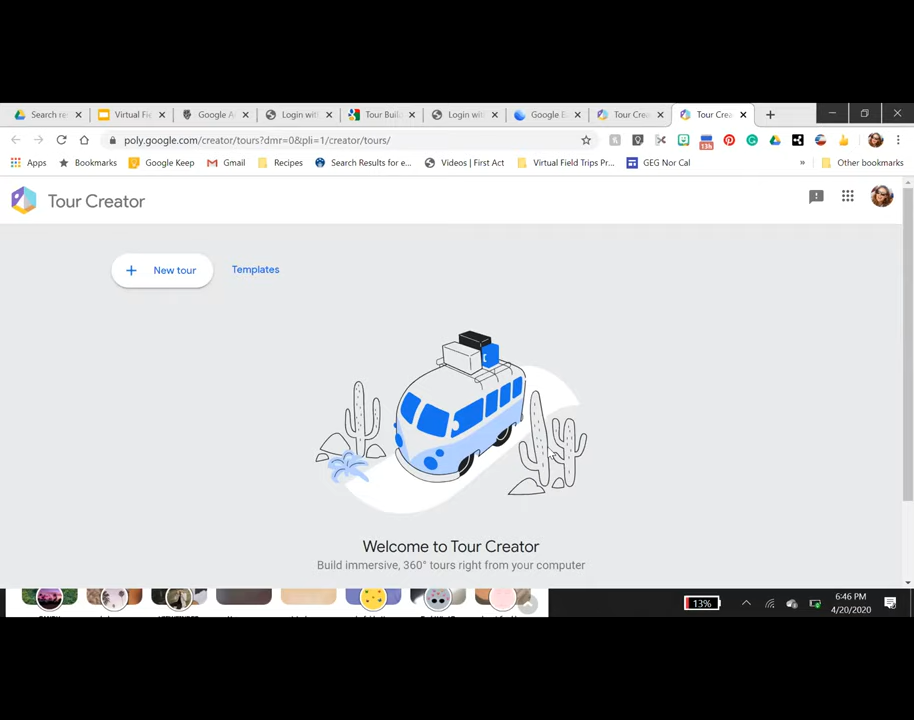 Search re
Virtual Fie
Google A
Login with
Tour Buil
Login with
Google E
Tour Crea
Tour Crea
poly.google.com/creator/tours?dmr=0&pli=1/creator/tours/
13k
Apps
Bookmarks
Google Keep
Gmail
Recipes
Search Results for e...
Videos | First Act
Virtual Field Trips Pr...
GEG Nor Cal
»
Other bookmarks
Tour Creator
+ New tour
Templates
Welcome to Tour Creator
Build immersive, 360° tours right from your computer
13%
6:46 PM
4/20/2020